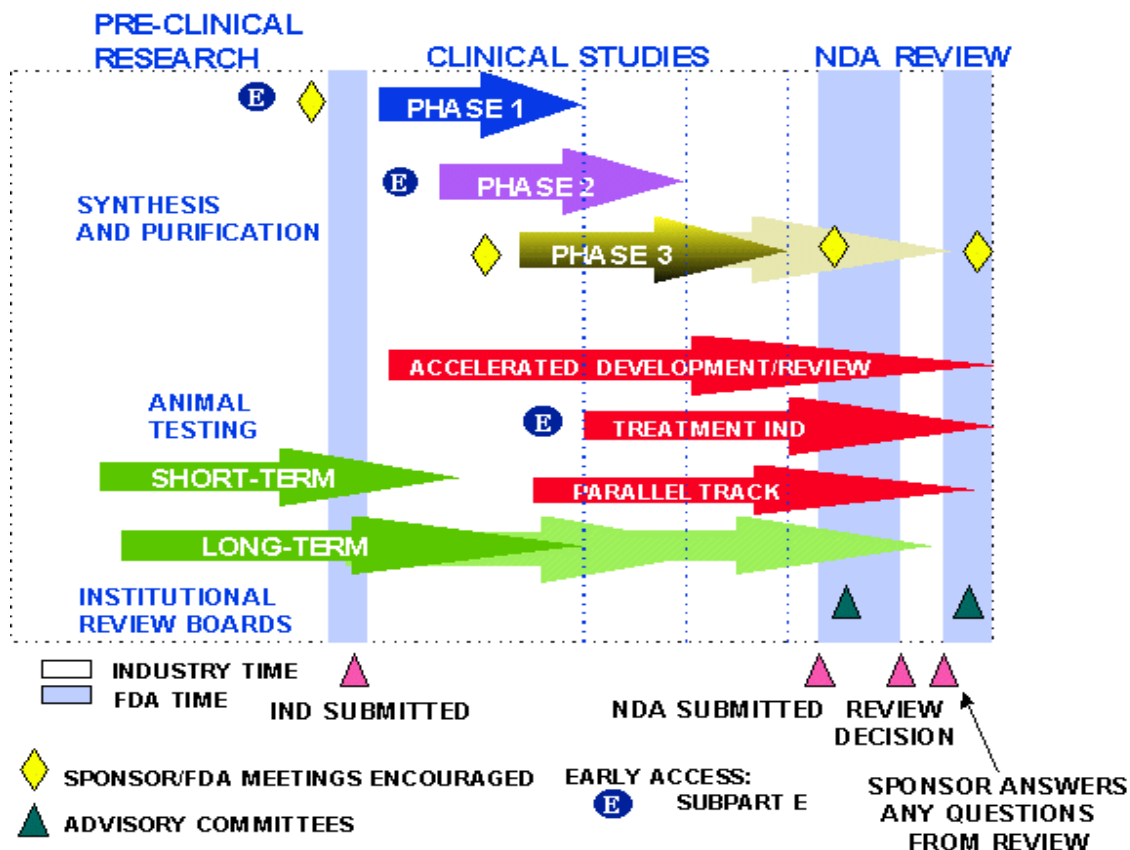 PRE-CLINICAL
RESEARCH
CLINICAL STUDIES
NDA REVIEW
E
PHASE 1
E
PHASE 2
SYNTHESIS
AND PURIFICATION
PHASE 3
ACCELERATED DEVELOPMENT/REVIEW
ANIMAL
TESTING
E
TREATMENT IND
SHORT-TERM
PARALLEL TRACK
LONG-TERM
INSTITUTIONAL
REVIEW BOARDS
INDUSTRY TIME
FDA TIME
IND SUBMITTED
NDA SUBMITTED
REVIEW
DECISION
SPONSOR/FDA MEETINGS ENCOURAGED
ADVISORY COMMITTEES
EARLY ACCESS:
E SUBPART E
SPONSOR ANSWERS
ANY QUESTIONS
FROM REVIEW